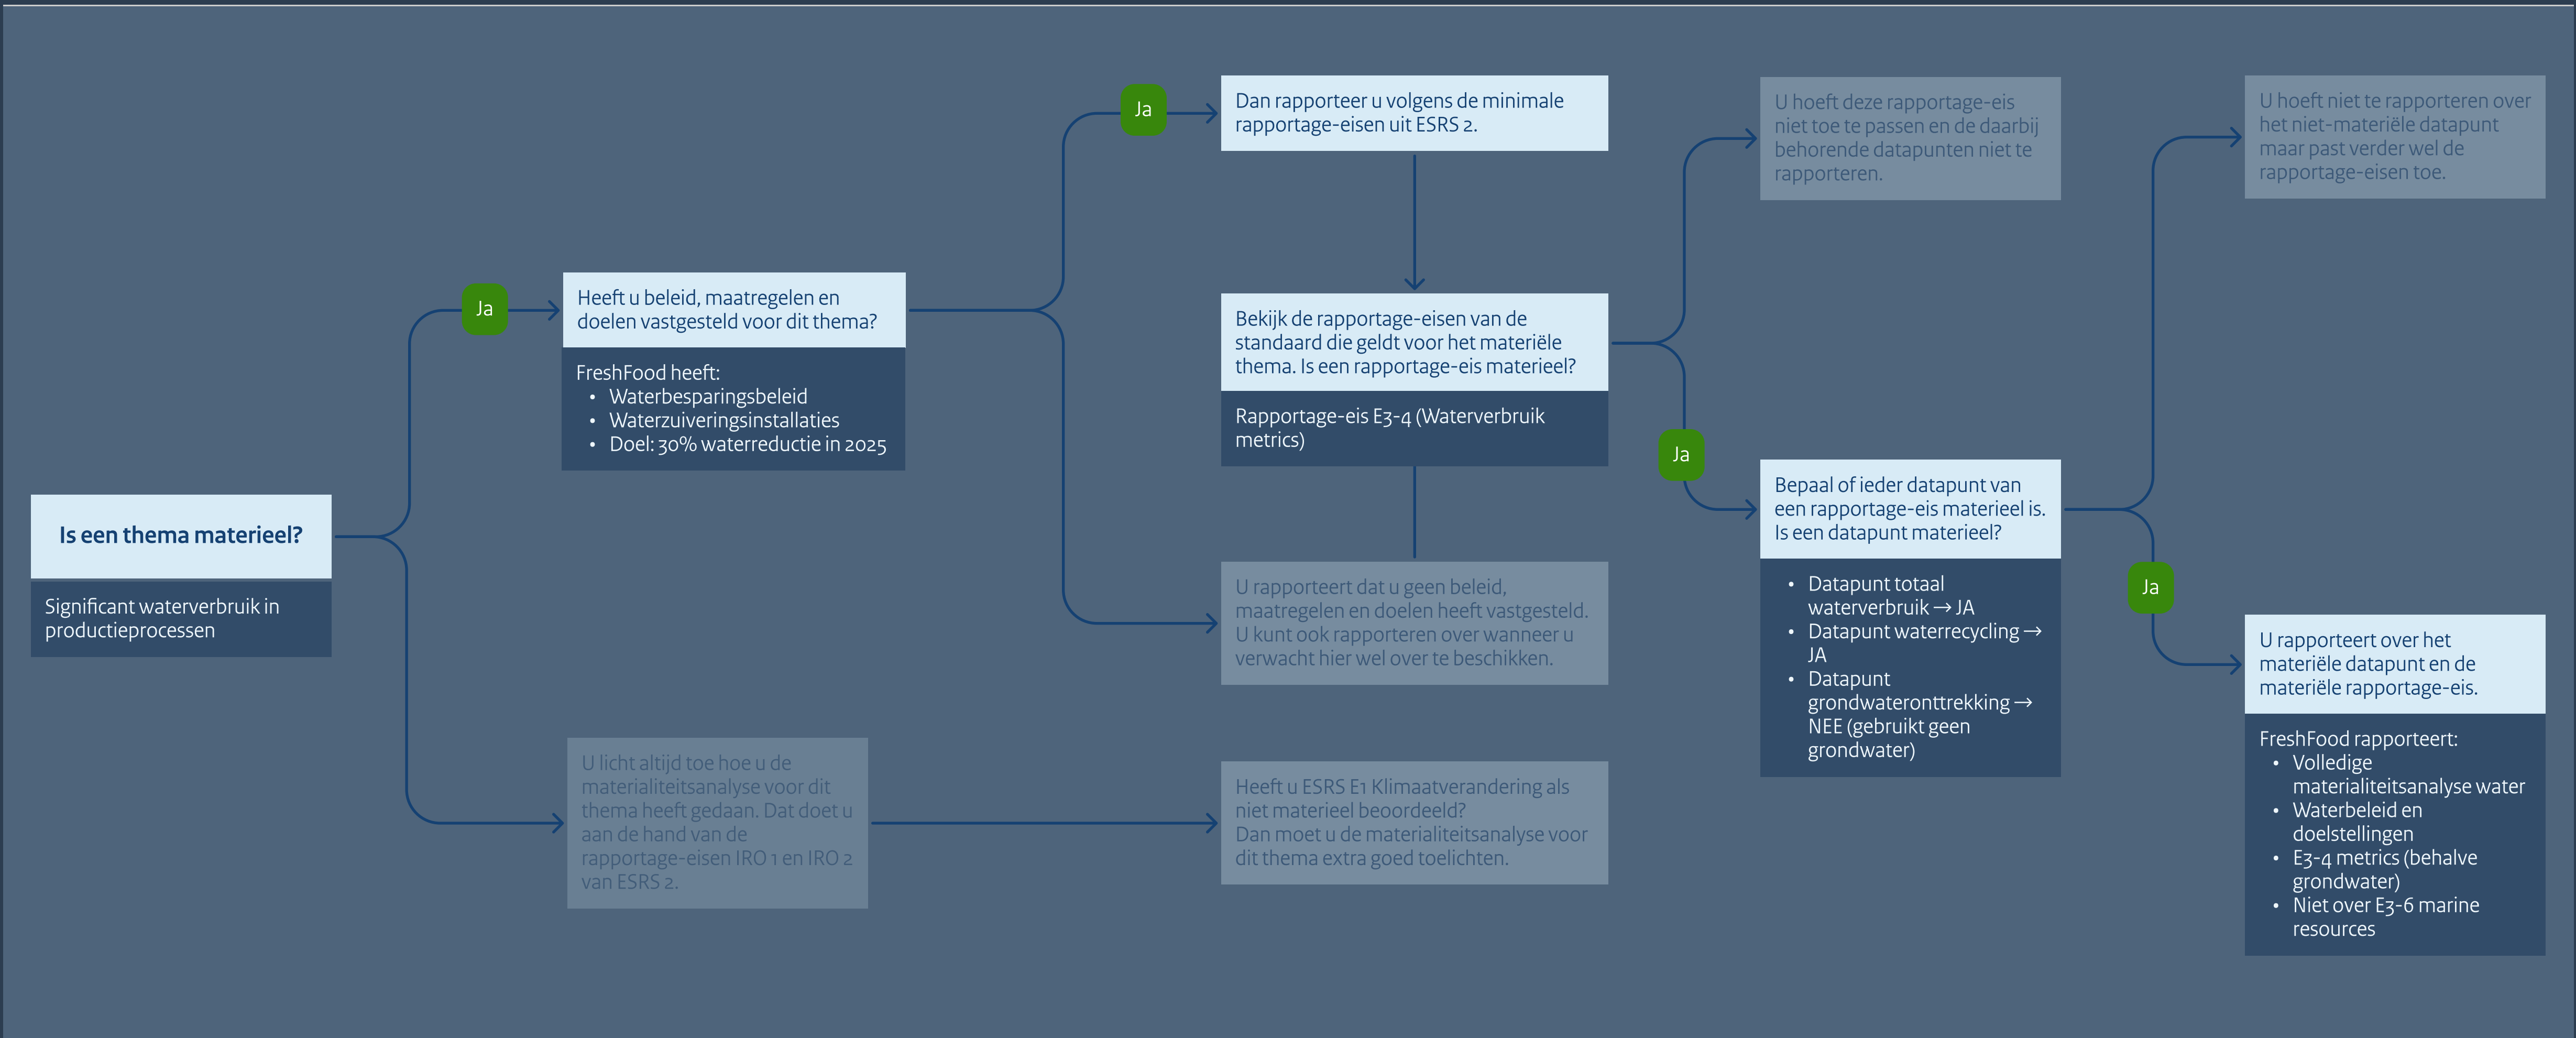 Is een thema materieel?
Significant waterverbruik in
productieprocessen
Ja
Heeft u beleid, maatregelen en
doelen vastgesteld voor dit thema?
FreshFood heeft:
• Waterbesparingsbeleid
• Waterzuiveringsinstallaties
• Doel: 30% waterreductie in 2025
U licht altijd toe hoe u de
materialiteitsanalyse voor dit
thema heeft gedaan. Dat doet u
aan de hand van de
rapportage-eisen IRO 1 en IRO 2
van ESRS 2.
Ja
Dan rapporteer u volgens de minimale
rapportage-eisen uit ESRS 2.
Bekijk de rapportage-eisen van de
standaard die geldt voor het materiële
thema. Is een rapportage-eis materieel?
Rapportage-eis E3-4 (Waterverbruik
metrics)
U rapporteert dat u geen beleid,
maatregelen en doelen heeft vastgesteld.
U kunt ook rapporteren over wanneer u
verwacht hier wel over te beschikken.
Heeft u ESRS E1 Klimaatverandering als
niet materieel beoordeeld?
Dan moet u de materialiteitsanalyse voor
dit thema extra goed toelichten.
U hoeft deze rapportage-eis
niet toe te passen en de daarbij
behorende datapunten niet te
rapporteren.
Ja
Bepaal of ieder datapunt van
een rapportage-eis materieel is.
Is een datapunt materieel?
• Datapunt totaal
waterverbruik → JA
• Datapunt waterrecycling →
JA
• Datapunt
grondwateronttrekking →
NEE (gebruikt geen
grondwater)
U hoeft niet te rapporteren over
het niet-materiële datapunt
maar past verder wel de
rapportage-eisen toe.
Ja
U rapporteert over het
materiële datapunt en de
materiële rapportage-eis.
FreshFood rapporteert:
• Volledige
materialiteitsanalyse water
• Waterbeleid en
doelstellingen
• E3-4 metrics (behalve
grondwater)
• Niet over E3-6 marine
resources